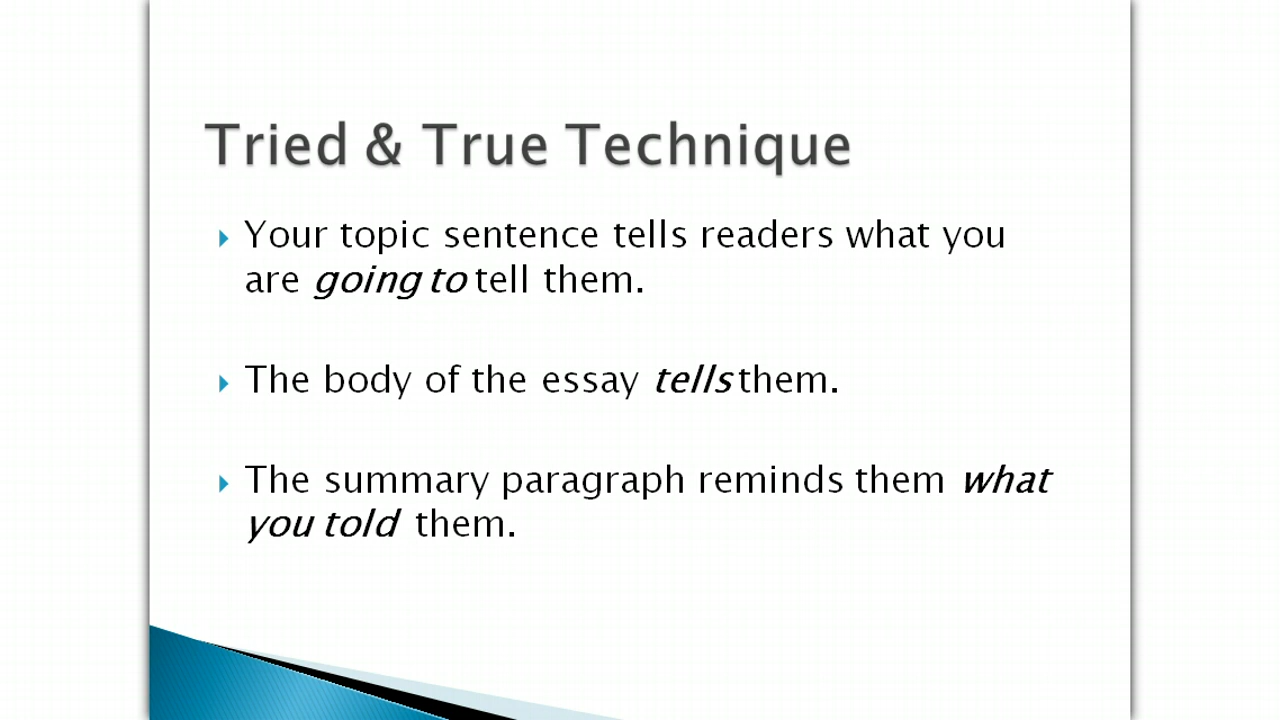 Tried & True Technique
Your topic sentence tells readers what you
are going to tell them.
The body of the essay tells them.
The summary paragraph reminds them what
you told them.